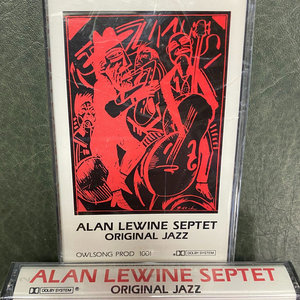 ALAN LEWINE SEPTET
ORIGINAL JAZZ
OWLSONG PROD 1001
DOLBY SYSTEM
ALAN LEWINE SEPTET
DOLBY SYSTEM ®
ORIGINAL JAZZ